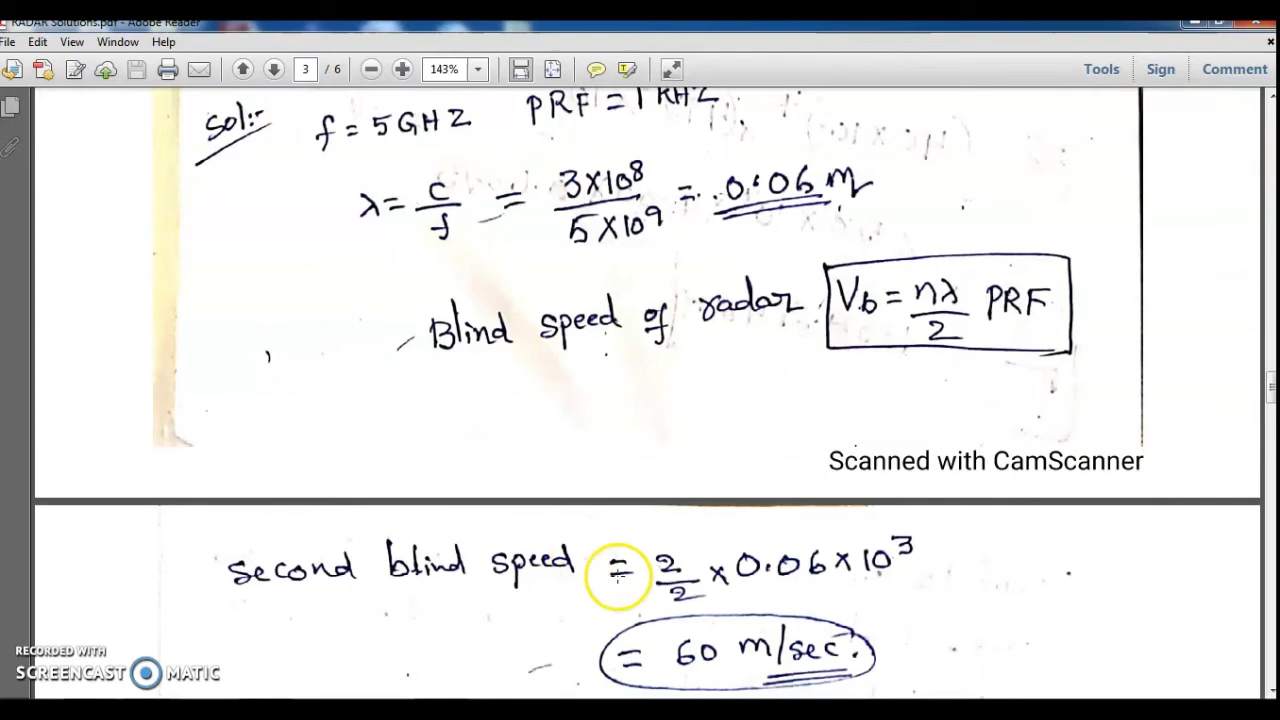 RADAR Solutions.pdf - Adobe Reader
File Edit View Window Help
3 / 6 143% Tools Sign Comment
Sol:- f = 5 GHZ PRF = 1 KHZ
λ = c/f = 3×10⁸ / 5×10⁹ = 0.06 m
Blind speed of radar Vb = nλ/2 PRF
Scanned with CamScanner
second blind speed = 2/2 × 0.06 × 10³
= 60 m/sec.
RECORDED WITH
SCREENCAST MATIC